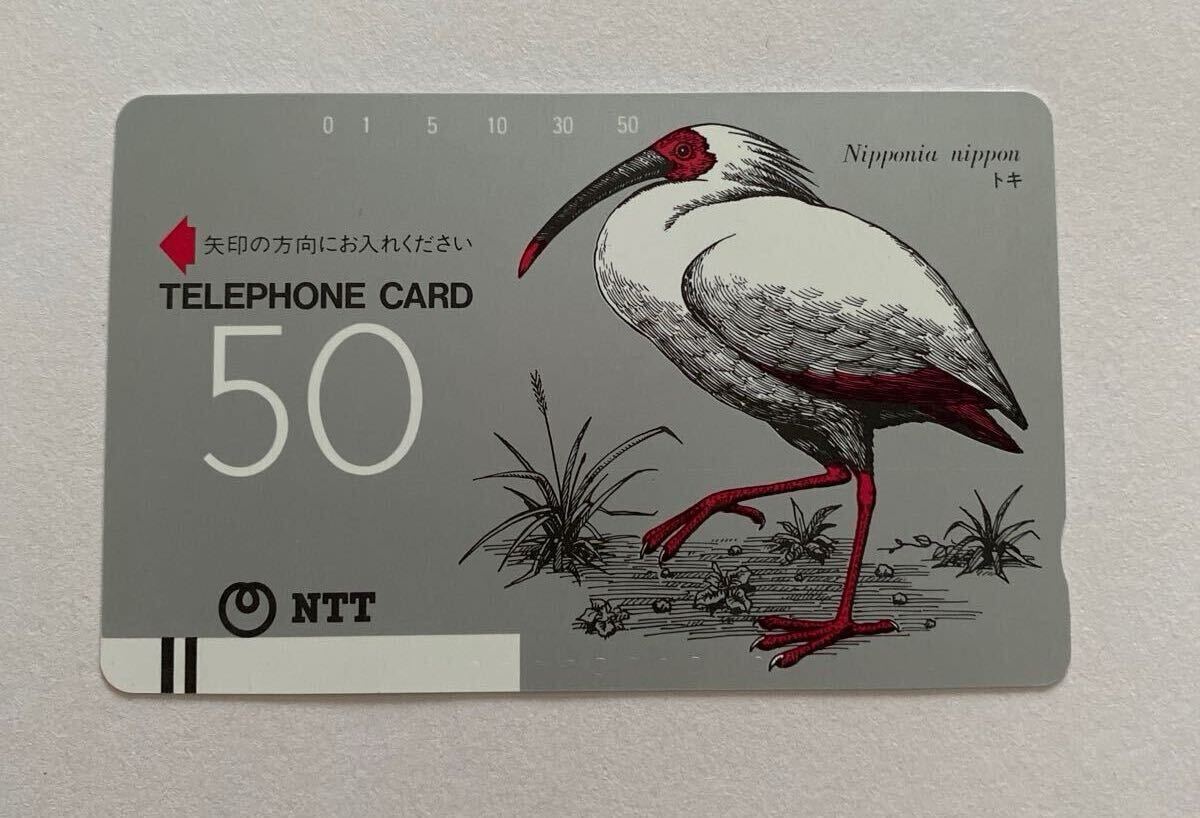 0 1 5 10 30 50
Nipponia nippon
トキ
矢印の方向にお入れください
TELEPHONE CARD
50
NTT